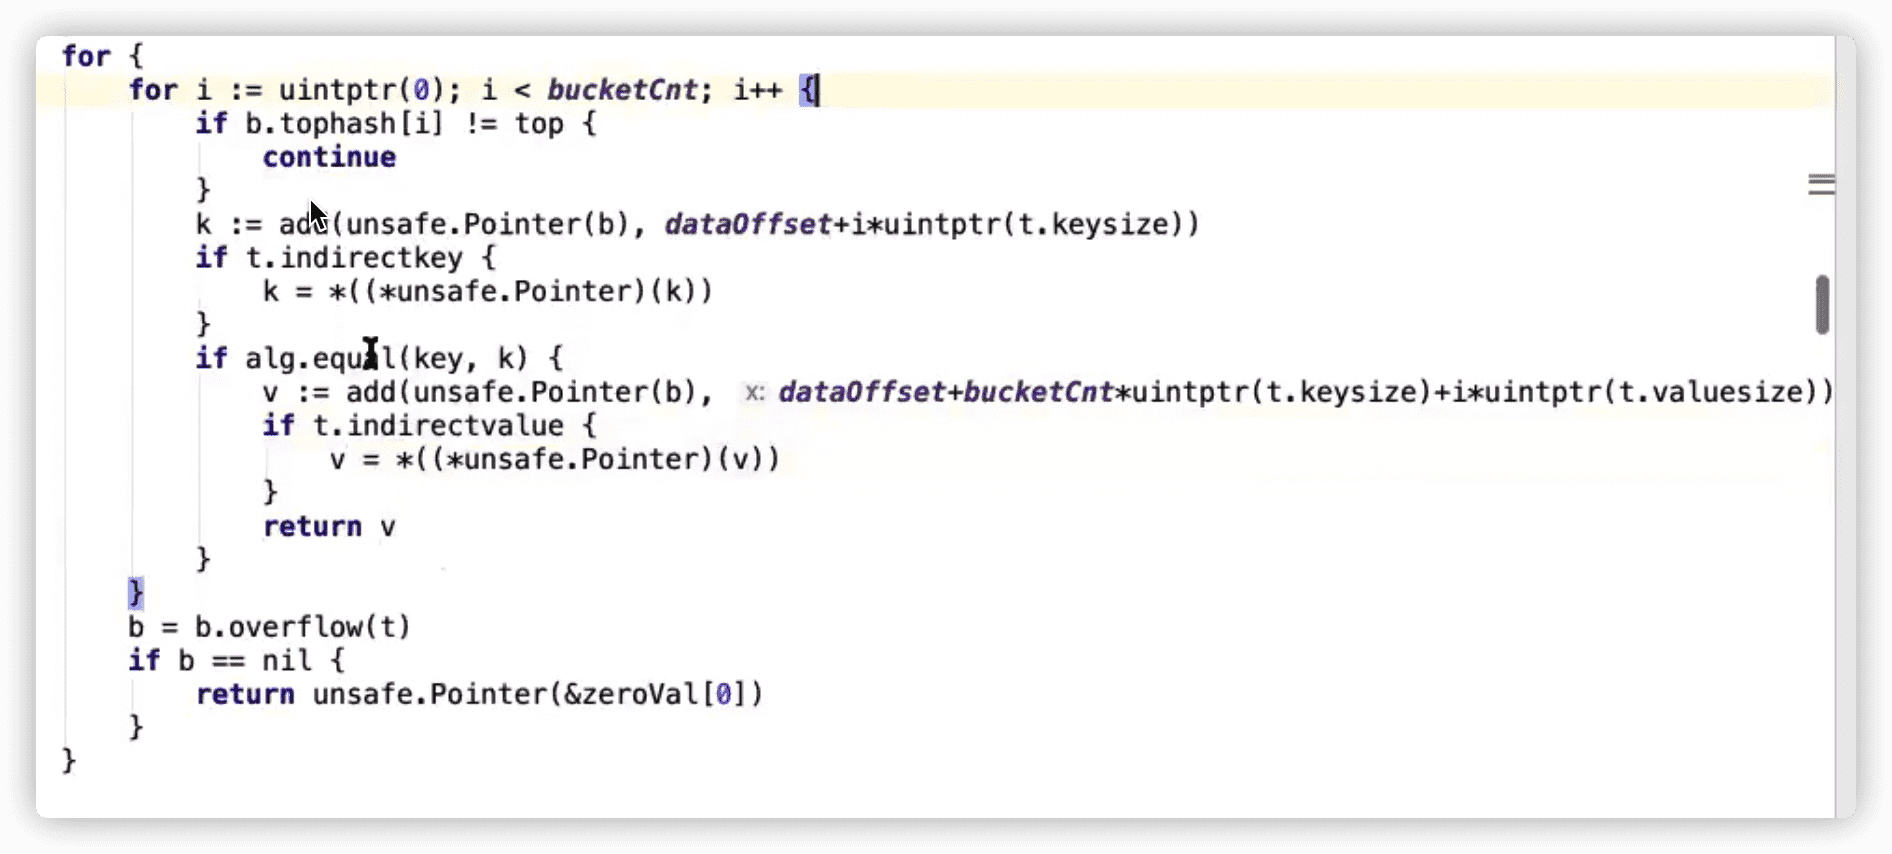 for {
    for i := uintptr(0); i < bucketCnt; i++ {
        if b.tophash[i] != top {
            continue
        }
        k := add(unsafe.Pointer(b), dataOffset+i*uintptr(t.keysize))
        if t.indirectkey {
            k = *((*unsafe.Pointer)(k))
        }
        if alg.equal(key, k) {
            v := add(unsafe.Pointer(b), x: dataOffset+bucketCnt*uintptr(t.keysize)+i*uintptr(t.valuesize))
            if t.indirectvalue {
                v = *((*unsafe.Pointer)(v))
            }
            return v
        }
    }
    b = b.overflow(t)
    if b == nil {
        return unsafe.Pointer(&zeroVal[0])
    }
}